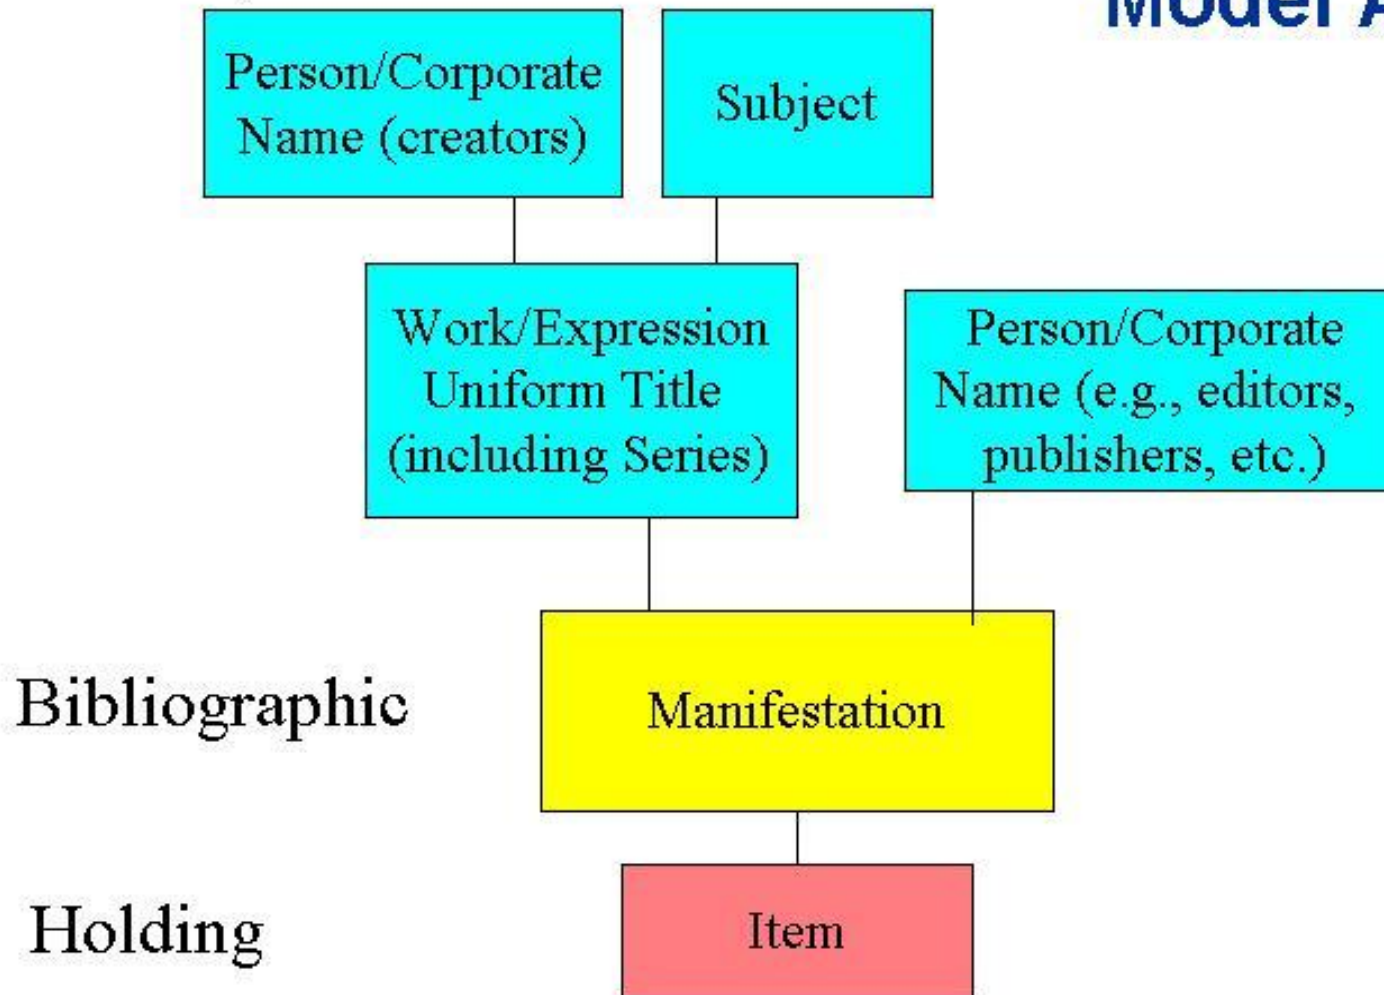 Model A
Person/Corporate
Name (creators)
Subject
Work/Expression
Uniform Title
(including Series)
Person/Corporate
Name (e.g., editors,
publishers, etc.)
Bibliographic
Manifestation
Holding
Item